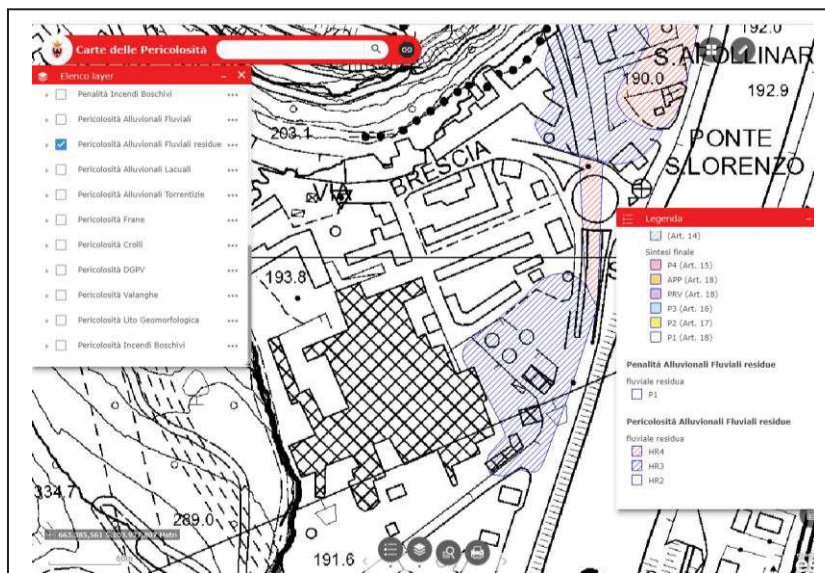 Carte delle Pericolosità
Elenco layer
Penalità Incendi Boschivi
Pericolosità Alluvionali Fluviali
Pericolosità Alluvionali Fluviali residue
Pericolosità Alluvionali Lacuali
Pericolosità Alluvionali Torrentizie
Pericolosità Frane
Pericolosità Crolli
Pericolosità DGPV
Pericolosità Valanghe
Pericolosità Lito Geomorfologica
Pericolosità Incendi Boschivi
192.0
S. APOLLINAR
190.0
192.9
PONTE
S.LORENZO
203.1
VIA
BRESCIA
193.8
Legenda
(Art. 14)
Sintesi finale
P4 (Art. 15)
APP (Art. 18)
PRV (Art. 18)
P3 (Art. 16)
P2 (Art. 17)
P1 (Art. 18)
Penalità Alluvionali Fluviali residue
fluviale residua
P1
Pericolosità Alluvionali Fluviali residue
fluviale residua
HR4
HR3
HR2
334.7
289.0
191.6
60m